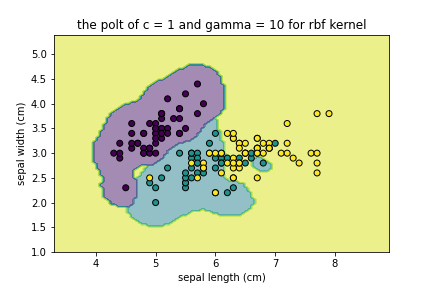 the polt of c = 1 and gamma = 10 for rbf kernel
5.0
4.5
4.0
3.5
3.0
2.5
2.0
1.5
1.0
sepal width (cm)
4 5 6 7 8
sepal length (cm)